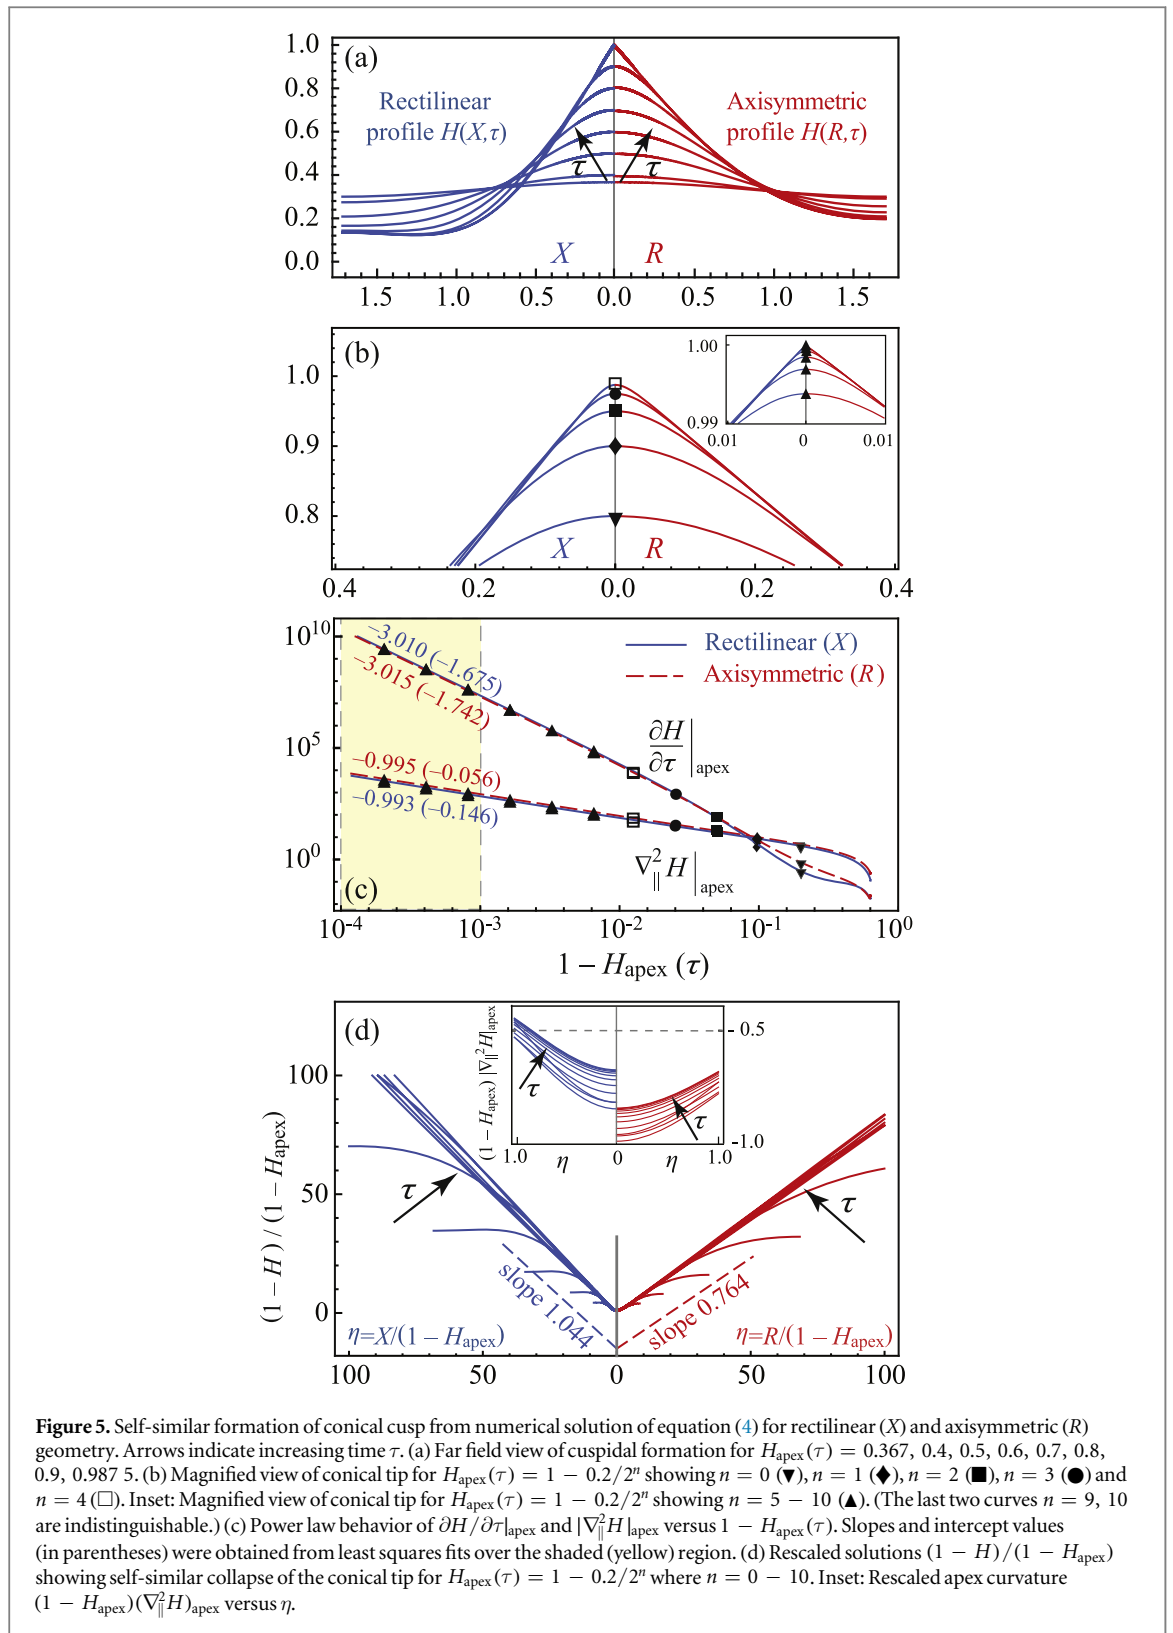 (a)
1.0
0.8
0.6
0.4
0.2
0.0
Rectilinear
profile H(X,τ)
Axisymmetric
profile H(R,τ)
τ
τ
X
R
1.5 1.0 0.5 0.0 0.5 1.0 1.5
(b)
1.0
0.9
0.8
X
R
0.4 0.2 0.0 0.2 0.4
1.00
0.99
0.01 0 0.01
10^10
10^5
10^0
−3.010 (−1.675)
−3.015 (−1.742)
−0.995 (−0.056)
−0.993 (−0.146)
Rectilinear (X)
Axisymmetric (R)
∂H/∂τ|apex
∇²∥H|apex
(c)
10^-4 10^-3 10^-2 10^-1 10^0
1 − Hapex (τ)
(d)
(1 − H) / (1 − Hapex)
100
50
0
(1 − Hapex) |∇²∥H|apex
- 0.5
-1.0
τ
τ
1.0 η 0 η 1.0
τ
τ
slope 1.044
slope 0.764
η=X/(1 − Hapex)
η=R/(1 − Hapex)
100 50 0 50 100
Figure 5. Self-similar formation of conical cusp from numerical solution of equation (4) for rectilinear (X) and axisymmetric (R)
geometry. Arrows indicate increasing time τ. (a) Far field view of cuspidal formation for Hapex(τ) = 0.367, 0.4, 0.5, 0.6, 0.7, 0.8,
0.9, 0.987 5. (b) Magnified view of conical tip for Hapex(τ) = 1 − 0.2/2^n showing n = 0 (▼), n = 1 (◆), n = 2 (■), n = 3 (●) and
n = 4 (□). Inset: Magnified view of conical tip for Hapex(τ) = 1 − 0.2/2^n showing n = 5 − 10 (▲). (The last two curves n = 9, 10
are indistinguishable.) (c) Power law behavior of ∂H/∂τ|apex and |∇²∥H|apex versus 1 − Hapex(τ). Slopes and intercept values
(in parentheses) were obtained from least squares fits over the shaded (yellow) region. (d) Rescaled solutions (1 − H)/(1 − Hapex)
showing self-similar collapse of the conical tip for Hapex(τ) = 1 − 0.2/2^n where n = 0 − 10. Inset: Rescaled apex curvature
(1 − Hapex)(∇²∥H)apex versus η.